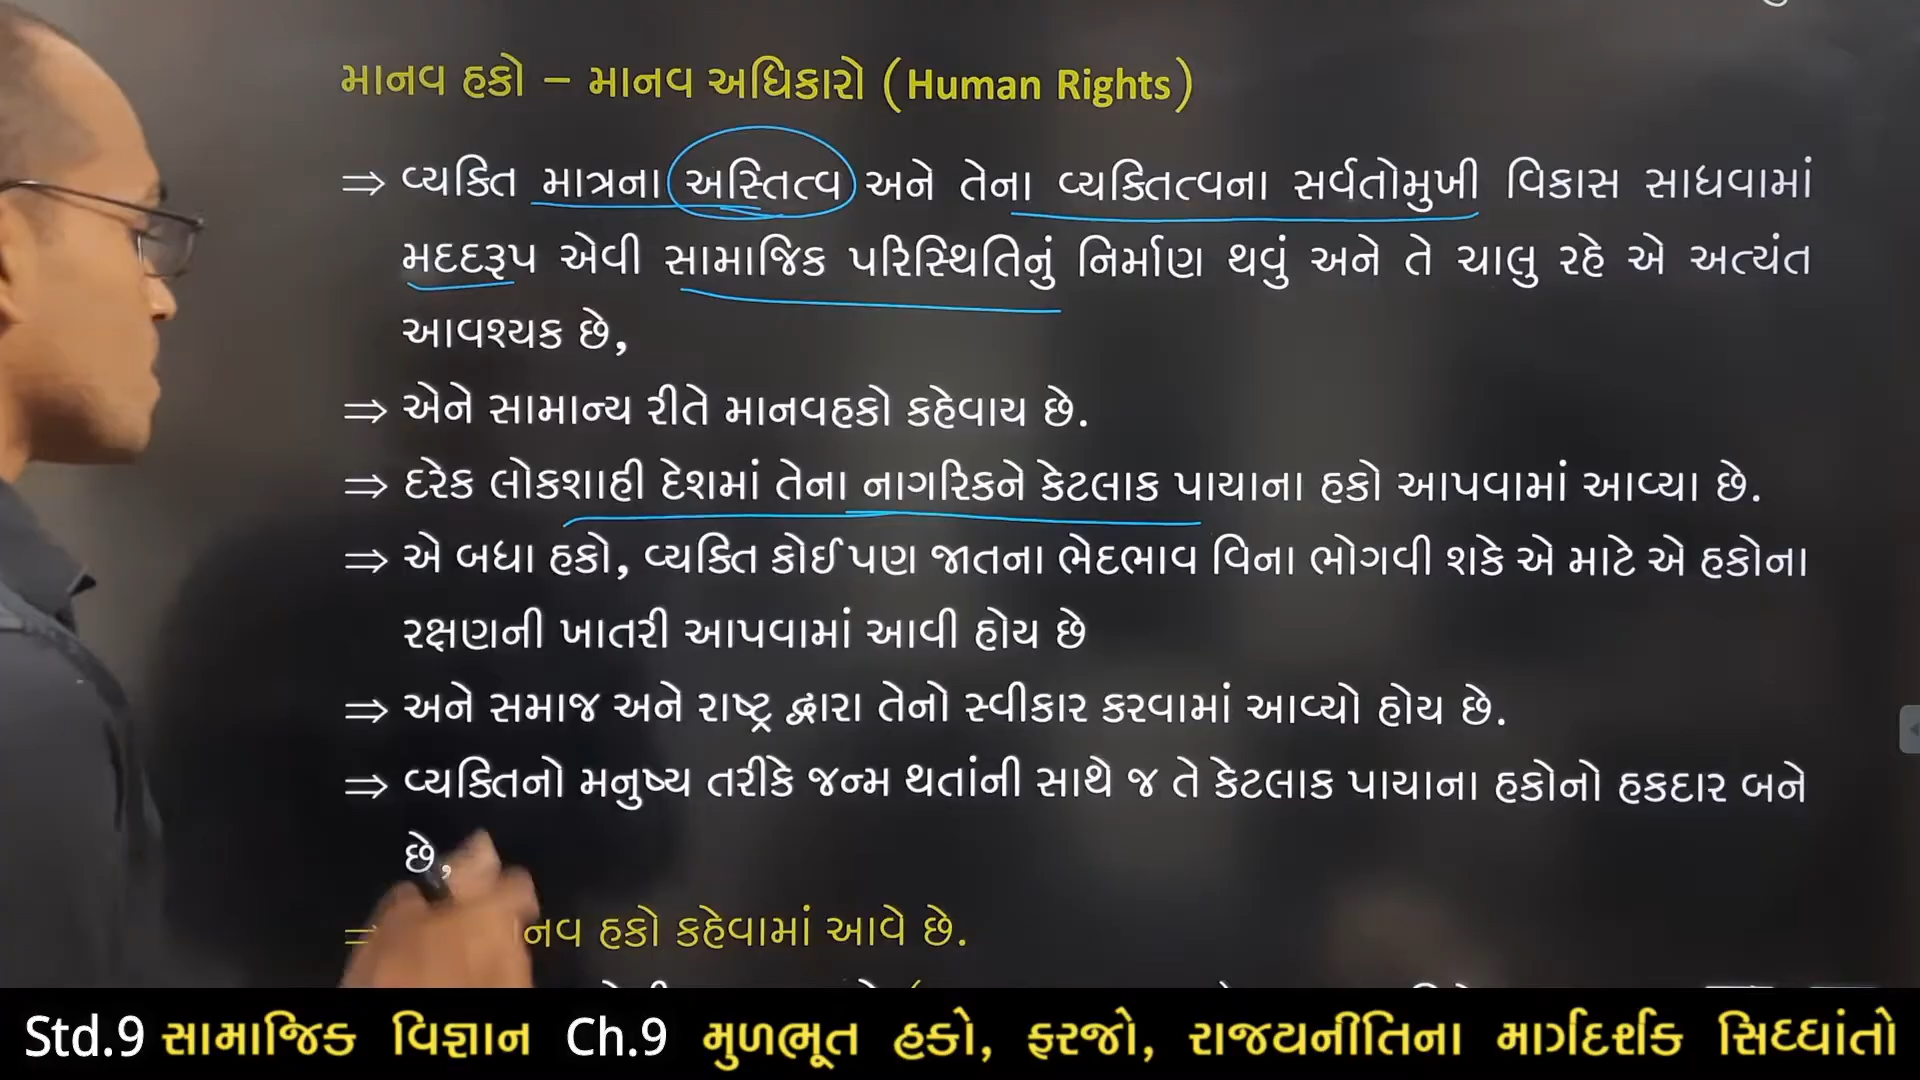 માનવ હકો – માનવ અધિકારો (Human Rights)
⇒ વ્યક્તિ માત્રના અસ્તિત્વ અને તેના વ્યક્તિત્વના સર્વતોમુખી વિકાસ સાધવામાં
મદદરૂપ એવી સામાજિક પરિસ્થિતિનું નિર્માણ થવું અને તે ચાલુ રહે એ અત્યંત
આવશ્યક છે,
⇒ એને સામાન્ય રીતે માનવહકો કહેવાય છે.
⇒ દરેક લોકશાહી દેશમાં તેના નાગરિકને કેટલાક પાયાના હકો આપવામાં આવ્યા છે.
⇒ એ બધા હકો, વ્યક્તિ કોઈપણ જાતના ભેદભાવ વિના ભોગવી શકે એ માટે એ હકોના
રક્ષણની ખાતરી આપવામાં આવી હોય છે
⇒ અને સમાજ અને રાષ્ટ્ર દ્વારા તેનો સ્વીકાર કરવામાં આવ્યો હોય છે.
⇒ વ્યક્તિનો મનુષ્ય તરીકે જન્મ થતાંની સાથે જ તે કેટલાક પાયાના હકોનો હકદાર બને
છે,
⇒ હકો કહેવામાં આવે છે.
Std.9 સામાજિક વિજ્ઞાન Ch.9 મુળભૂત હકો, ફરજો, રાજયનીતિના માર્ગદર્શક સિધ્ધાંતો